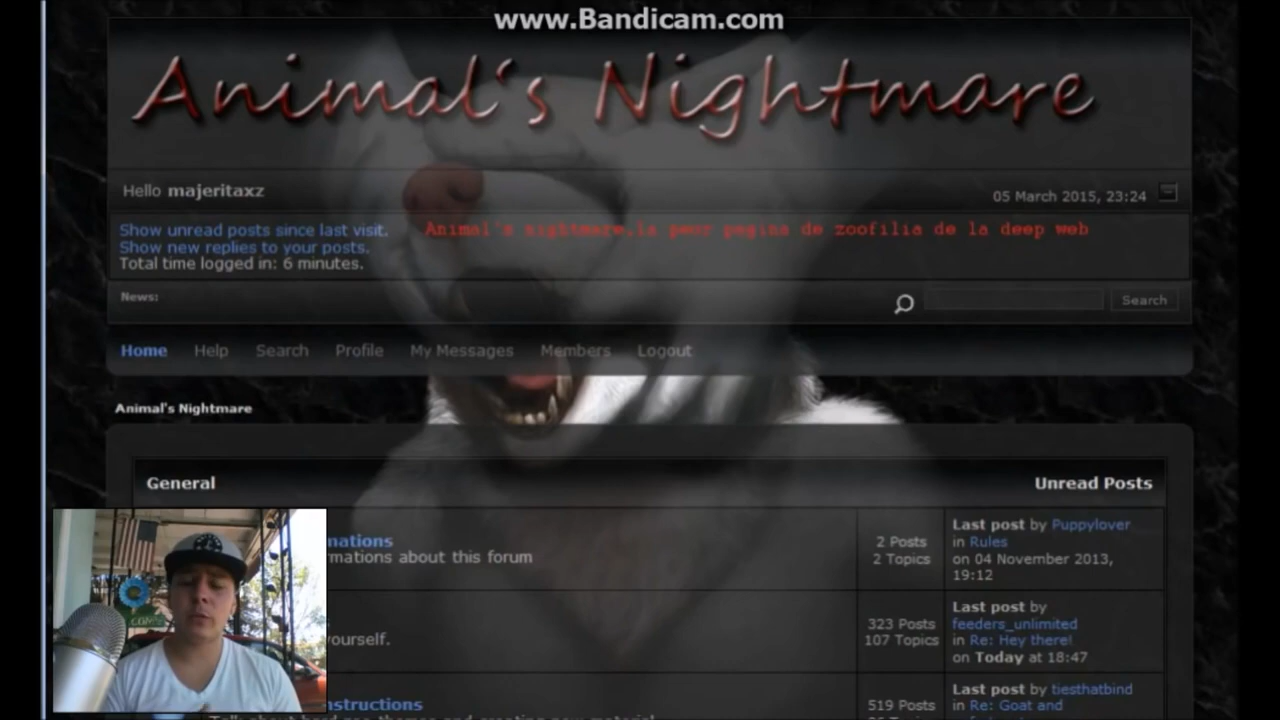 www.Bandicam.com
Animal's Nightmare
Hello majeritaxz
05 March 2015, 23:24
Show unread posts since last visit.
Show new replies to your posts.
Total time logged in: 6 minutes.
Animal's nightmare,la peor pagina de zoofilia de la deep web
News:
Search
Home Help Search Profile My Messages Members Logout
Animal's Nightmare
General
Unread Posts
mations
rmations about this forum
2 Posts
2 Topics
Last post by Puppylover
in Rules
on 04 November 2013,
19:12
yourself.
323 Posts
107 Topics
Last post by
feeders_unlimited
in Re: Hey there!
on Today at 18:47
nstructions
519 Posts
Last post by tiesthatbind
in Re: Goat and